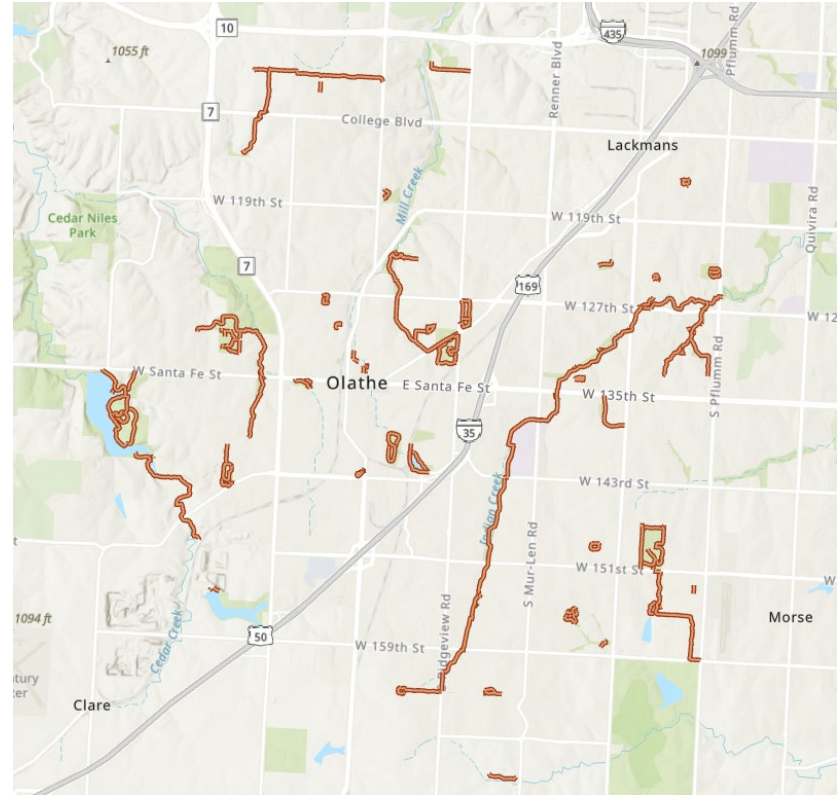 10
1055 ft
435
1099
Pflumm Rd
Renner Blvd
7
College Blvd
Lackmans
Mill Creek
W 119th St
W 119th St
Quivira Rd
Cedar Niles
Park
7
169
W 127th St
W 12
W Santa Fe St
Olathe
E Santa Fe St
W 135th St
S Pflumm Rd
35
W 143rd St
Indian Creek
S Mur-Len Rd
W 151st St
W
1094 ft
Morse
50
W 159th St
Ridgeview Rd
Cedar Creek
Clare